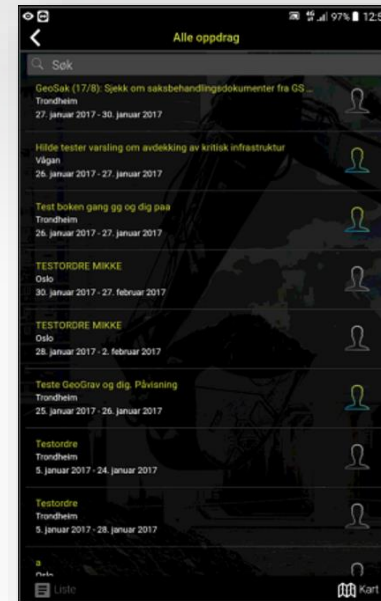 97% 12:5
Alle oppdrag
Søk
GeoSak (17/8): Sjekk om saksbehandlingsdokumenter fra GS ...
Trondheim
27. januar 2017 - 30. januar 2017
Hilde tester varsling om avdekking av kritisk infrastruktur
Vågan
26. januar 2017 - 27. januar 2017
Test boken gang gg og dig paa
Trondheim
26. januar 2017 - 27. januar 2017
TESTORDRE MIKKE
Oslo
30. januar 2017 - 27. februar 2017
TESTORDRE MIKKE
Oslo
28. januar 2017 - 2. februar 2017
Teste GeoGrav og dig. Påvisning
Trondheim
25. januar 2017 - 26. januar 2017
Testordre
Trondheim
5. januar 2017 - 24. januar 2017
Testordre
Trondheim
5. januar 2017 - 28. januar 2017
a
Oslo
Liste Kart